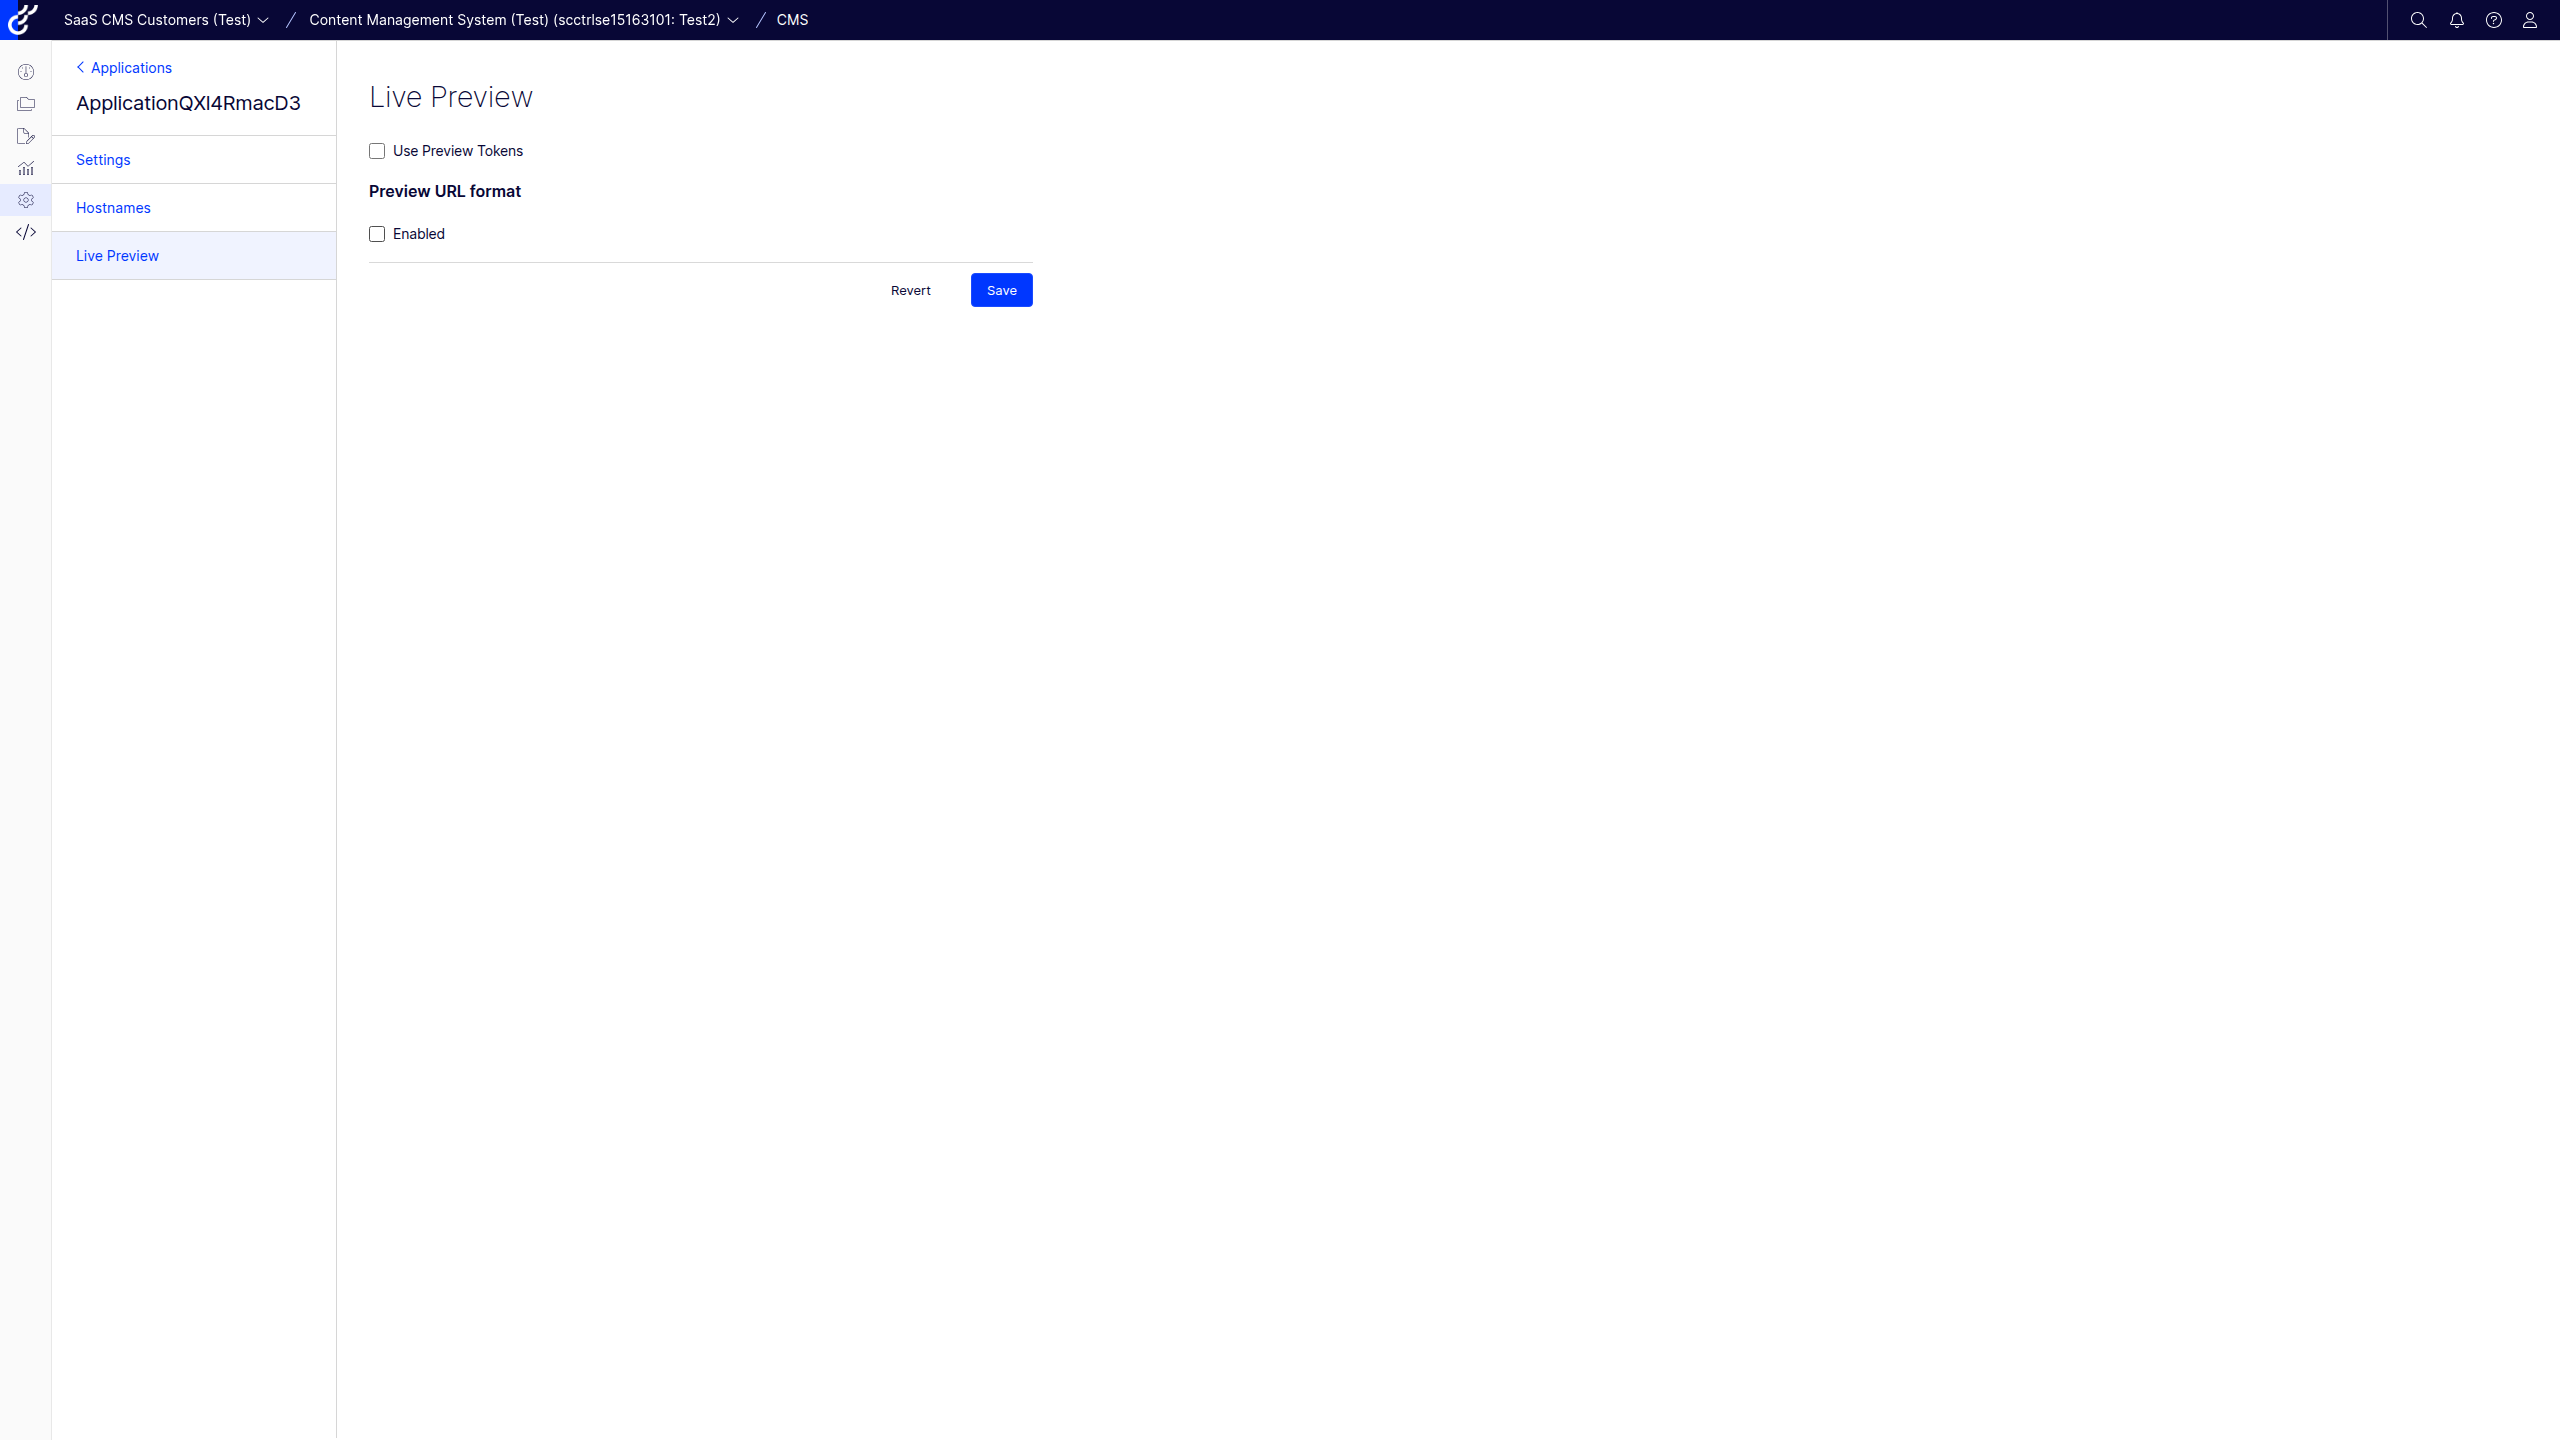 SaaS CMS Customers (Test) / Content Management System (Test) (scctrlse15163101: Test2) / CMS
Applications
ApplicationQXl4RmacD3
Settings
Hostnames
Live Preview
Live Preview
Use Preview Tokens
Preview URL format
Enabled
Revert
Save